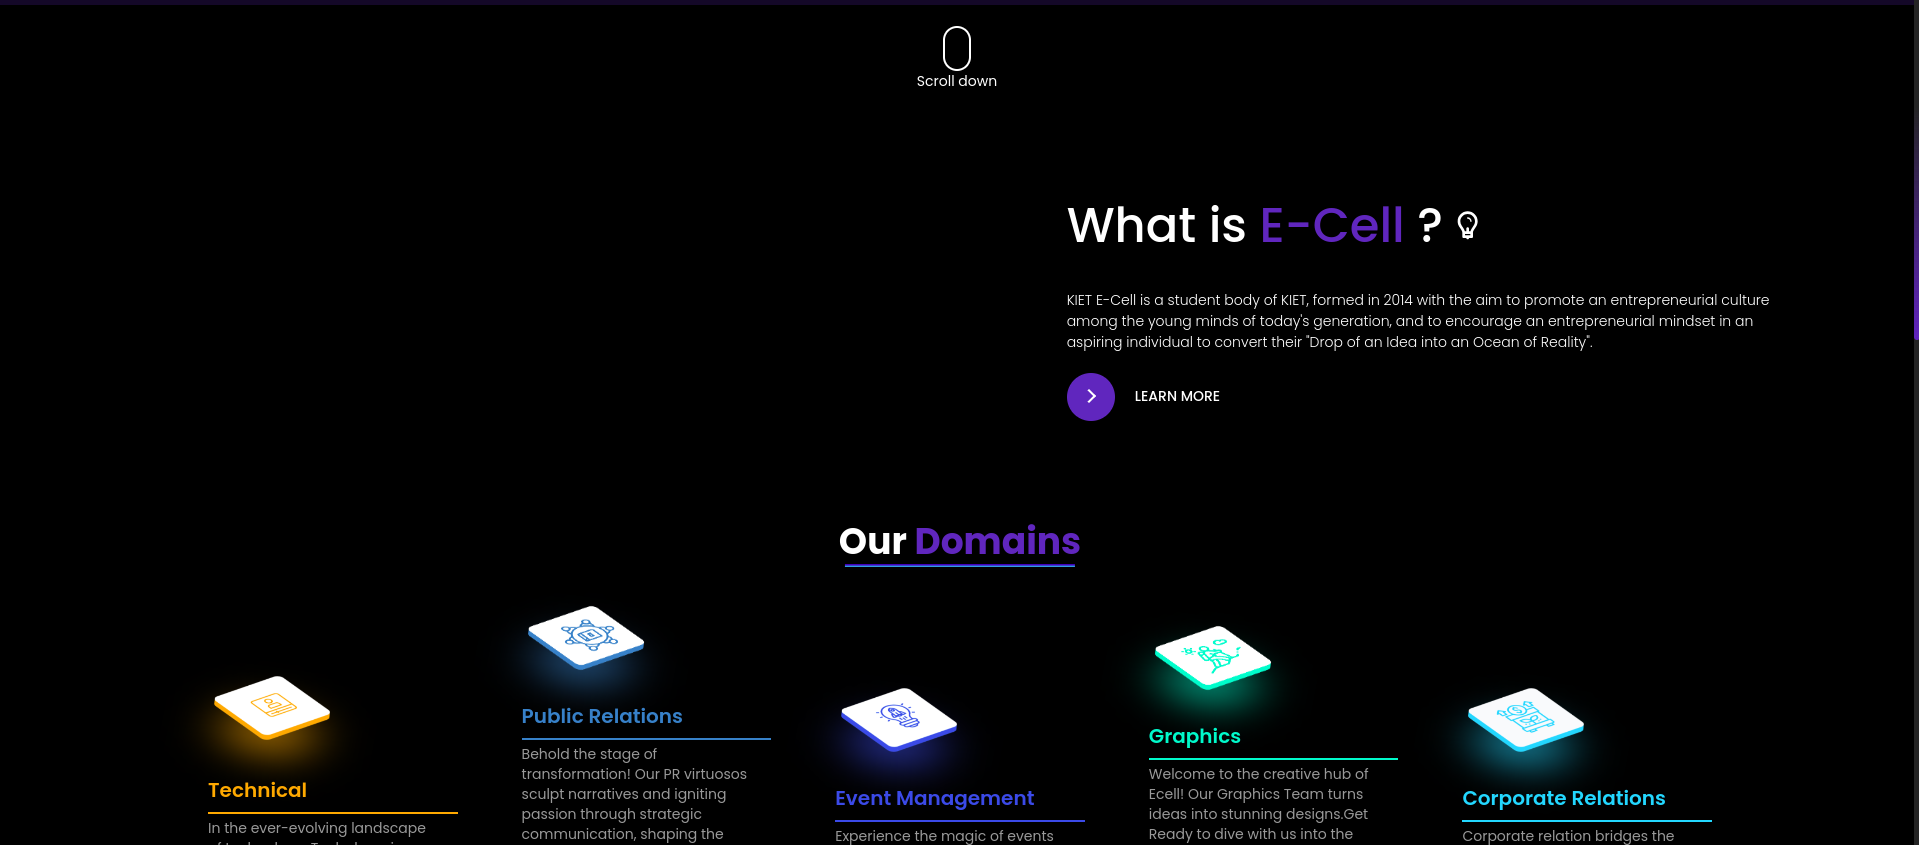 Scroll down
What is E-Cell ?
KIET E-Cell is a student body of KIET, formed in 2014 with the aim to promote an entrepreneurial culture
among the young minds of today's generation, and to encourage an entrepreneurial mindset in an
aspiring individual to convert their "Drop of an Idea into an Ocean of Reality".
LEARN MORE
Our Domains
Technical
In the ever-evolving landscape
Public Relations
Behold the stage of
transformation! Our PR virtuosos
sculpt narratives and igniting
passion through strategic
communication, shaping the
Event Management
Experience the magic of events
Graphics
Welcome to the creative hub of
Ecell! Our Graphics Team turns
ideas into stunning designs.Get
Ready to dive with us into the
Corporate Relations
Corporate relation bridges the